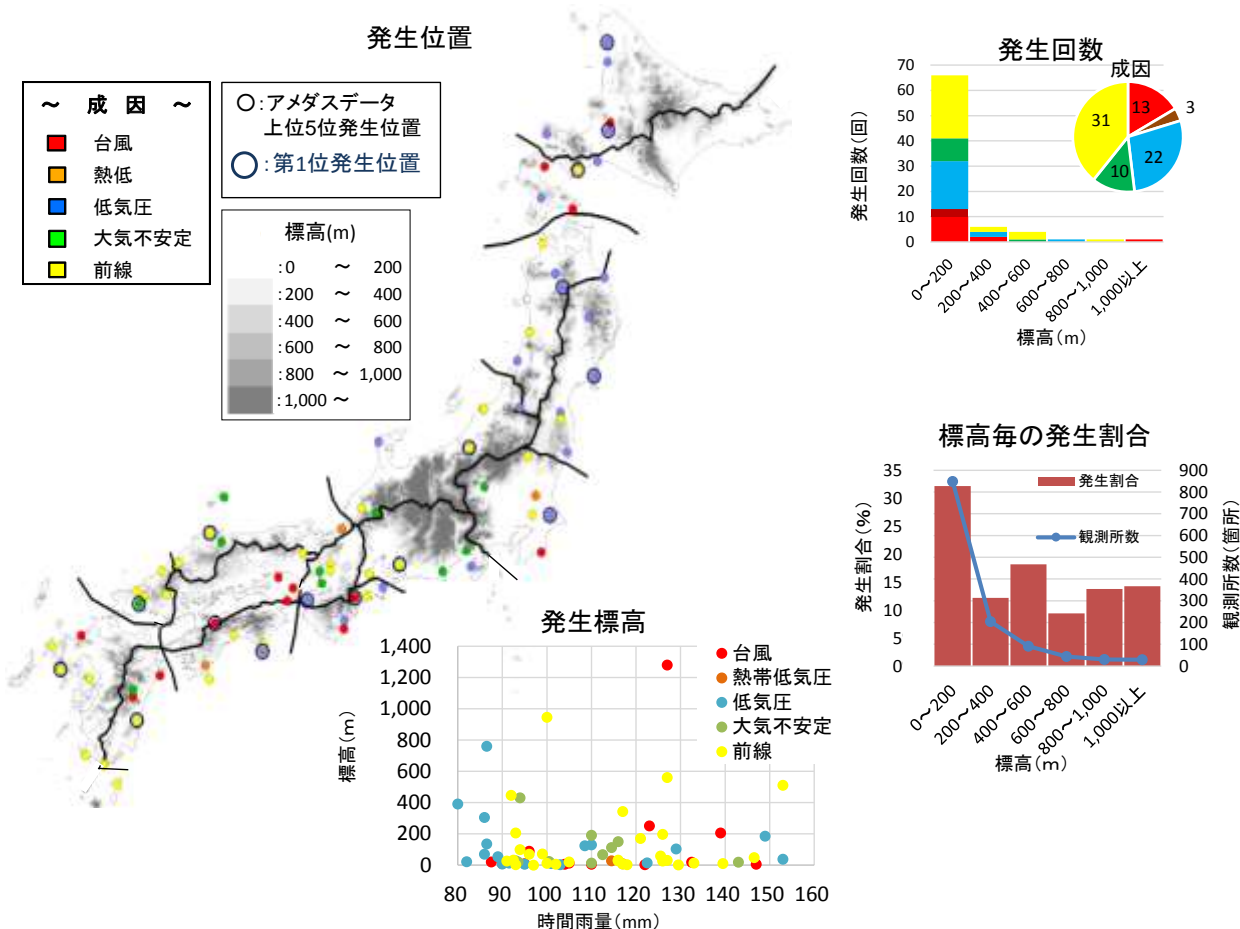 発生位置
～ 成 因 ～
台風
熱低
低気圧
大気不安定
前線
○:アメダスデータ
上位5位発生位置
○:第1位発生位置
標高(m)
:0 ～ 200
:200 ～ 400
:400 ～ 600
:600 ～ 800
:800 ～ 1,000
:1,000 ～
発生回数
成因
13
3
22
10
31
発生回数(回)
70
60
50
40
30
20
10
0
0～200
200～400
400～600
600～800
800～1,000
1,000以上
標高(m)
標高毎の発生割合
発生割合
観測所数
発生割合(%)
35
30
25
20
15
10
5
0
観測所数(箇所)
900
800
700
600
500
400
300
200
100
0
0～200
200～400
400～600
600～800
800～1,000
1,000以上
標高(m)
発生標高
台風
熱帯低気圧
低気圧
大気不安定
前線
標高(m)
1,400
1,200
1,000
800
600
400
200
0
80 90 100 110 120 130 140 150 160
時間雨量(mm)